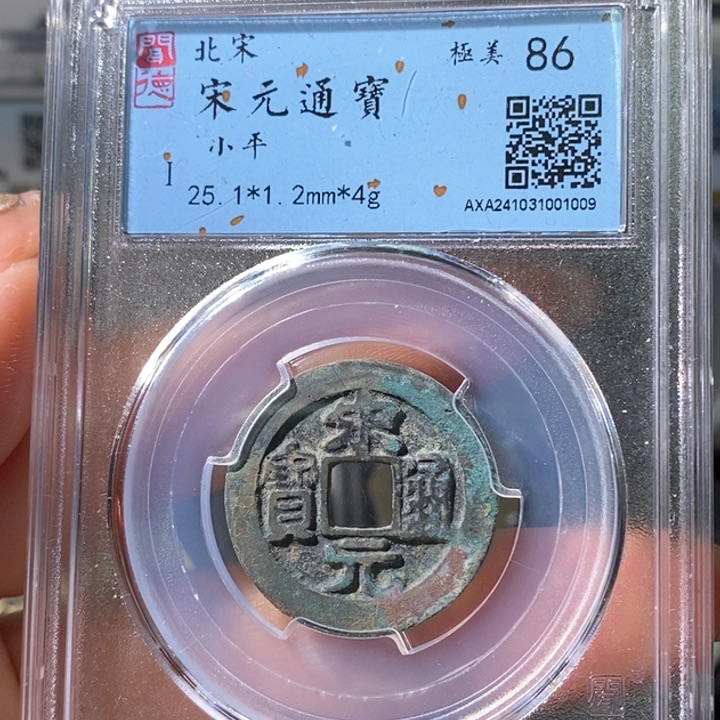 聞德
北宋
極美 86
宋元通寶
小平
I
25.1*1.2mm*4g
AXA241031001009
宋元通寶
聞